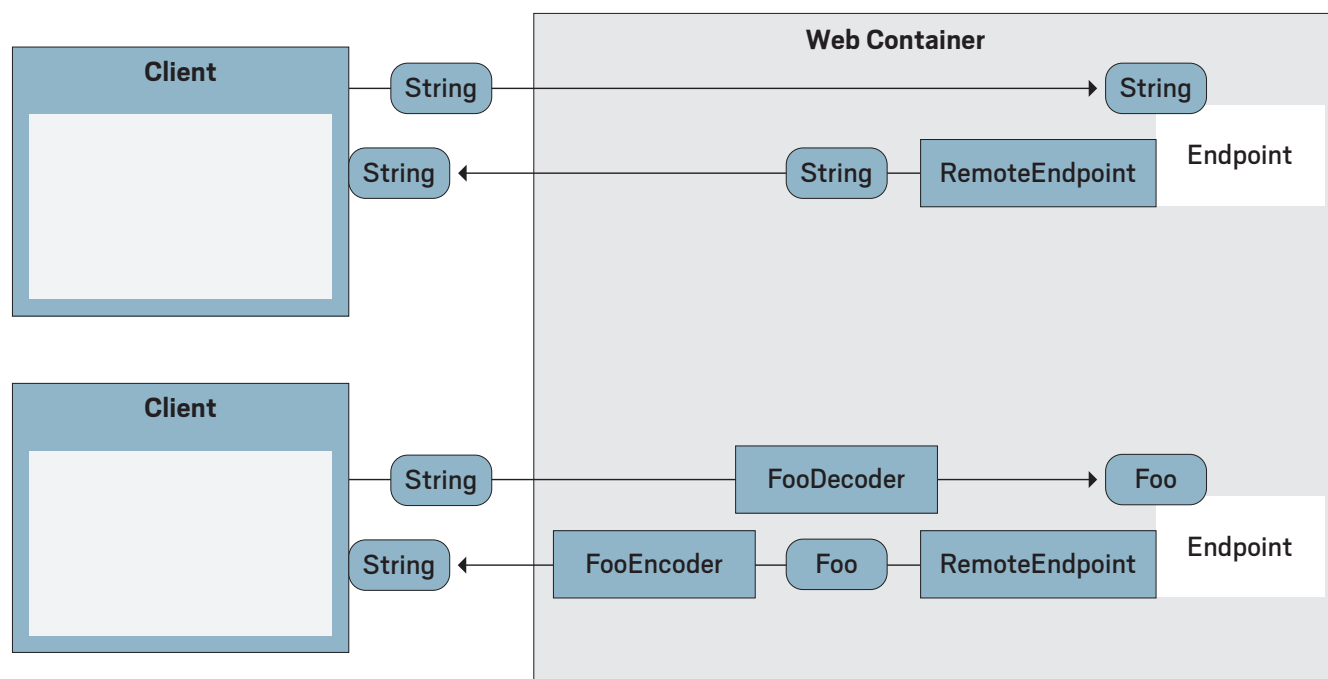 Web Container
Client
String
String
String
String
RemoteEndpoint
Endpoint
Client
String
FooDecoder
Foo
String
FooEncoder
Foo
RemoteEndpoint
Endpoint